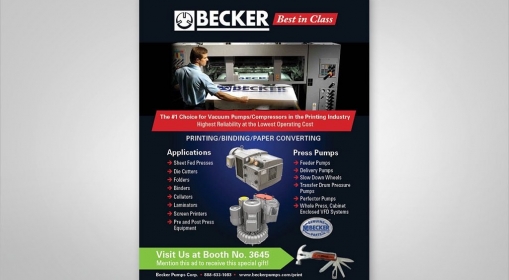 BECKER Best in Class
BECKER
The #1 Choice for Vacuum Pumps/Compressors in the Printing Industry
Highest Reliability at the Lowest Operating Cost
PRINTING/BINDING/PAPER CONVERTING
Applications
Sheet Fed Presses
Die Cutters
Folders
Binders
Collators
Laminators
Screen Printers
Pre and Post Press
Equipment
Press Pumps
Feeder Pumps
Delivery Pumps
Slow Down Wheels
Transfer Drum Pressure
Pumps
Perfector Pumps
Whole Press, Cabinet
Enclosed VFD Systems
BECKER
Visit Us at Booth No. 3645
Mention this ad to receive this special gift!
Becker Pumps Corp. • 888-633-1083 • www.beckerpumps.com/print